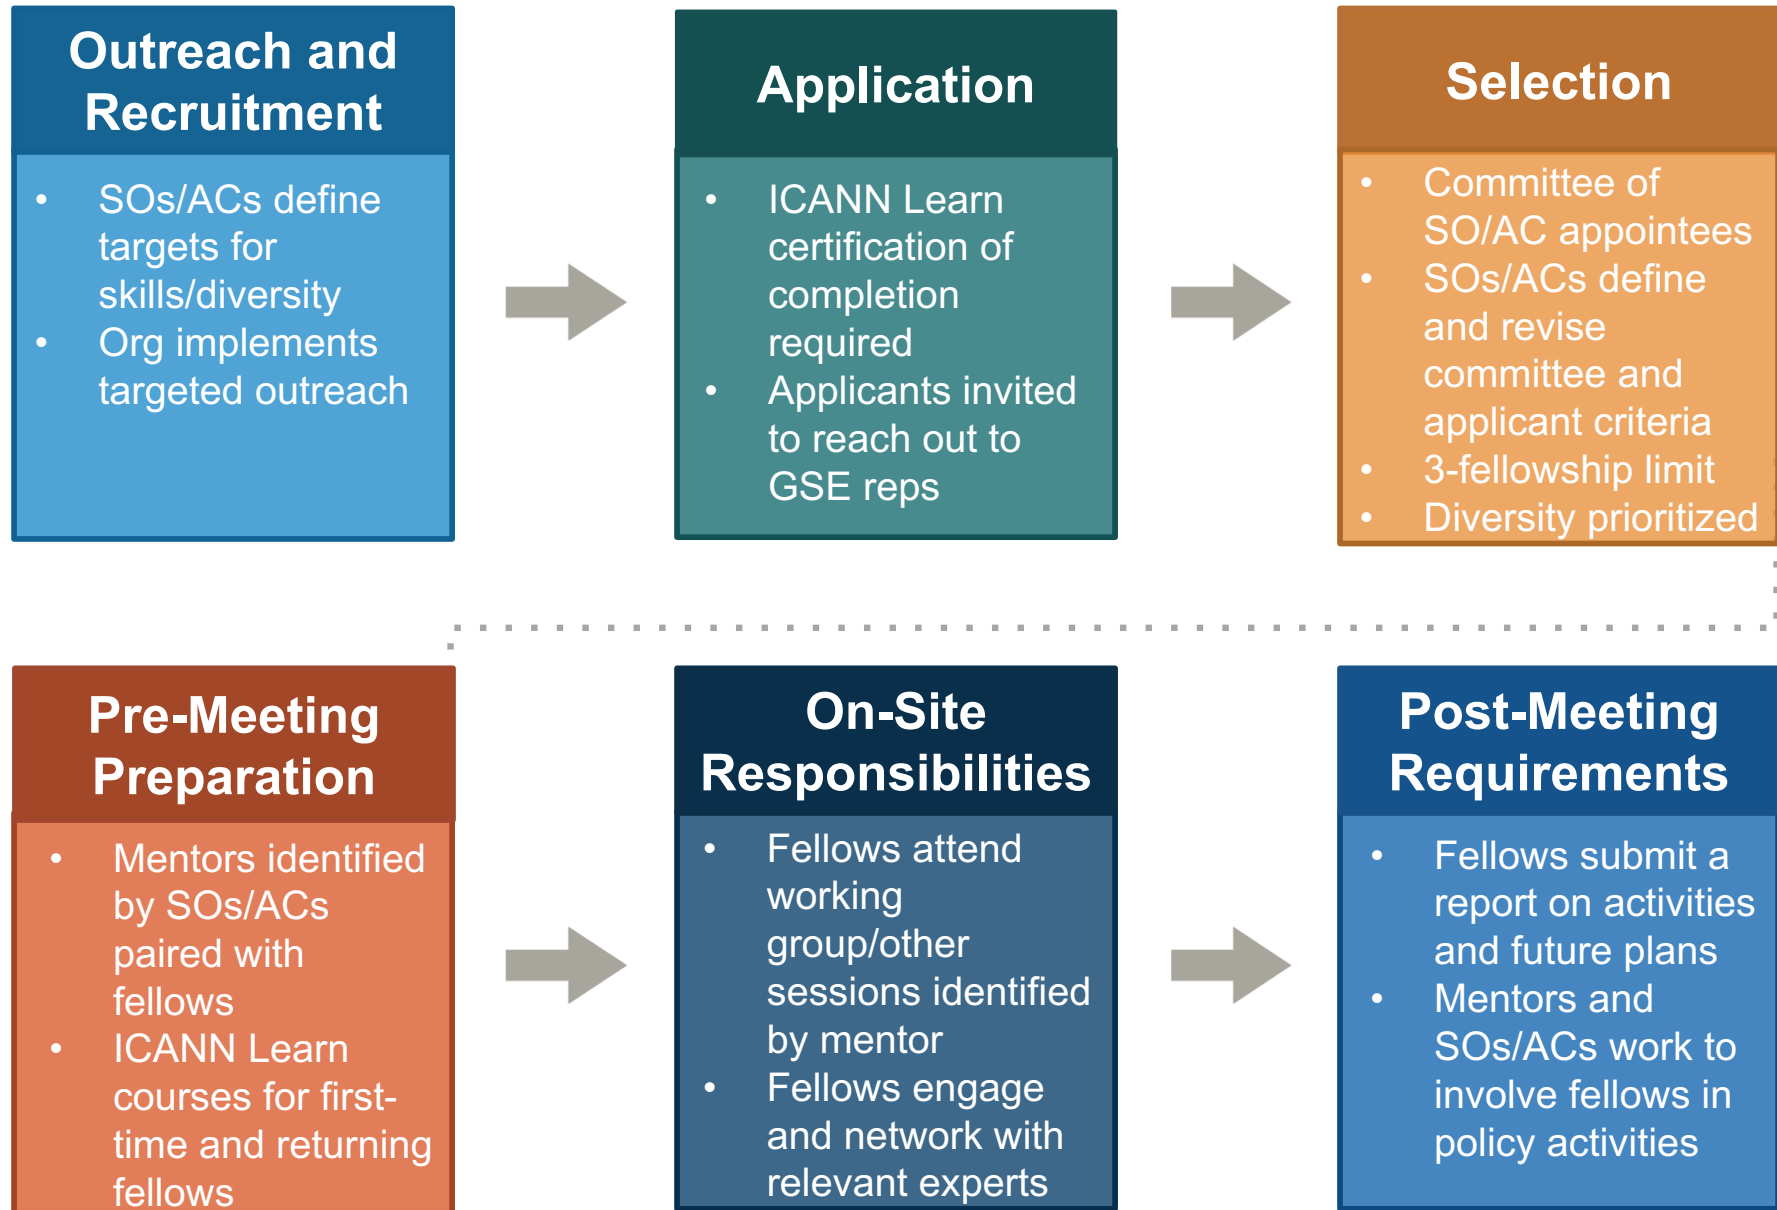 Outreach and
Recruitment
• SOs/ACs define
targets for
skills/diversity
• Org implements
targeted outreach
Application
• ICANN Learn
certification of
completion
required
• Applicants invited
to reach out to
GSE reps
Selection
• Committee of
SO/AC appointees
• SOs/ACs define
and revise
committee and
applicant criteria
• 3-fellowship limit
• Diversity prioritized
Pre-Meeting
Preparation
• Mentors identified
by SOs/ACs
paired with
fellows
• ICANN Learn
courses for first-
time and returning
fellows
On-Site
Responsibilities
• Fellows attend
working
group/other
sessions identified
by mentor
• Fellows engage
and network with
relevant experts
Post-Meeting
Requirements
• Fellows submit a
report on activities
and future plans
• Mentors and
SOs/ACs work to
involve fellows in
policy activities